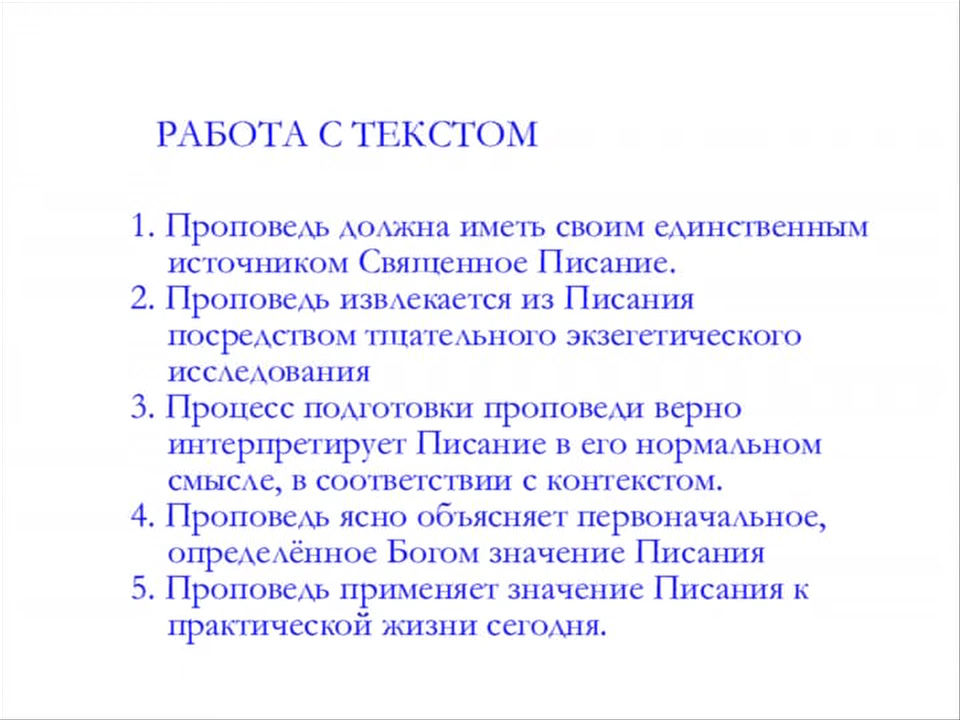 РАБОТА С ТЕКСТОМ
1. Проповедь должна иметь своим единственным
источником Священное Писание.
2. Проповедь извлекается из Писания
посредством тщательного экзегетического
исследования
3. Процесс подготовки проповеди верно
интерпретирует Писание в его нормальном
смысле, в соответствии с контекстом.
4. Проповедь ясно объясняет первоначальное,
определённое Богом значение Писания
5. Проповедь применяет значение Писания к
практической жизни сегодня.